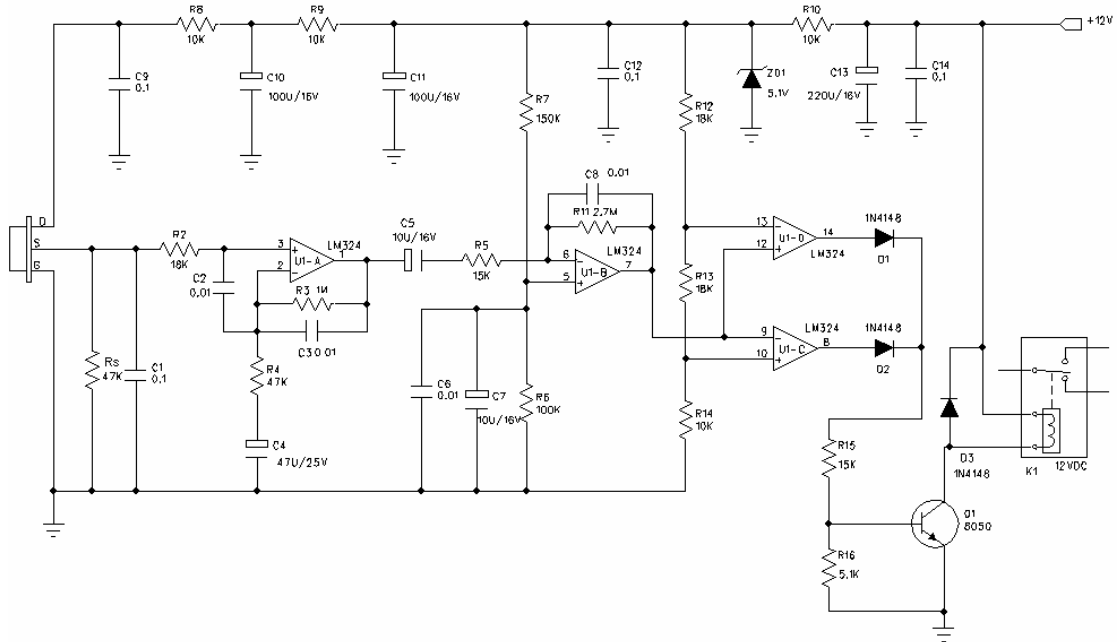 R8
10K
R9
10K
R10
10K
+12V
C9
0.1
C10
100U/16V
C11
100U/16V
C12
0.1
ZD1
5.1V
C13
220U/16V
C14
0.1
R7
150K
R12
18K
C8 0.01
R11 2.7M
D
S
G
R2
18K
C2
0.01
3
2
1
U1-A
LM324
R3 1M
C3 0.01
C5
10U/16V
R5
15K
6
5
7
U1-B
LM324
13
12
14
U1-D
LM324
1N4148
D1
R13
18K
9
10
8
U1-C
LM324
1N4148
D2
Rs
47K
C1
0.1
R4
47K
C4
47U/25V
C6
0.01
C7
10U/16V
R6
100K
R14
10K
R15
15K
R16
5.1K
D3
1N4148
K1
12VDC
Q1
8050